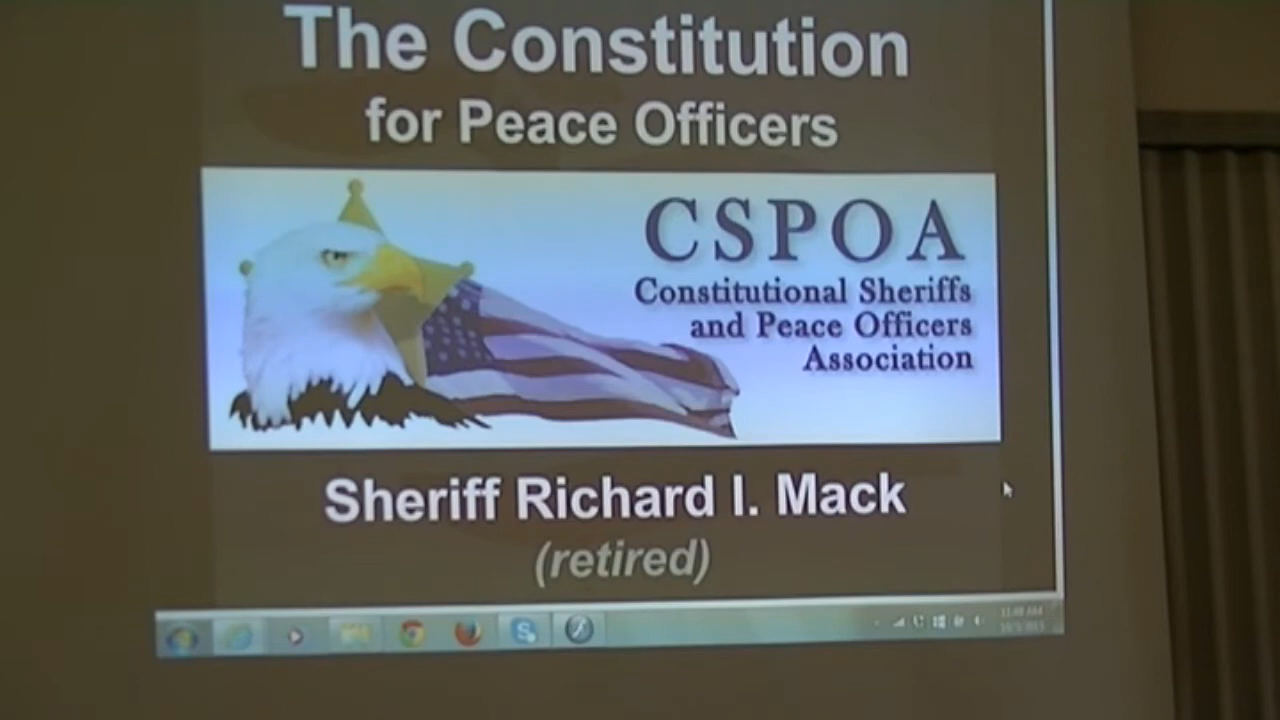 The Constitution
for Peace Officers
CSPOA
Constitutional Sheriffs
and Peace Officers
Association
Sheriff Richard I. Mack
(retired)